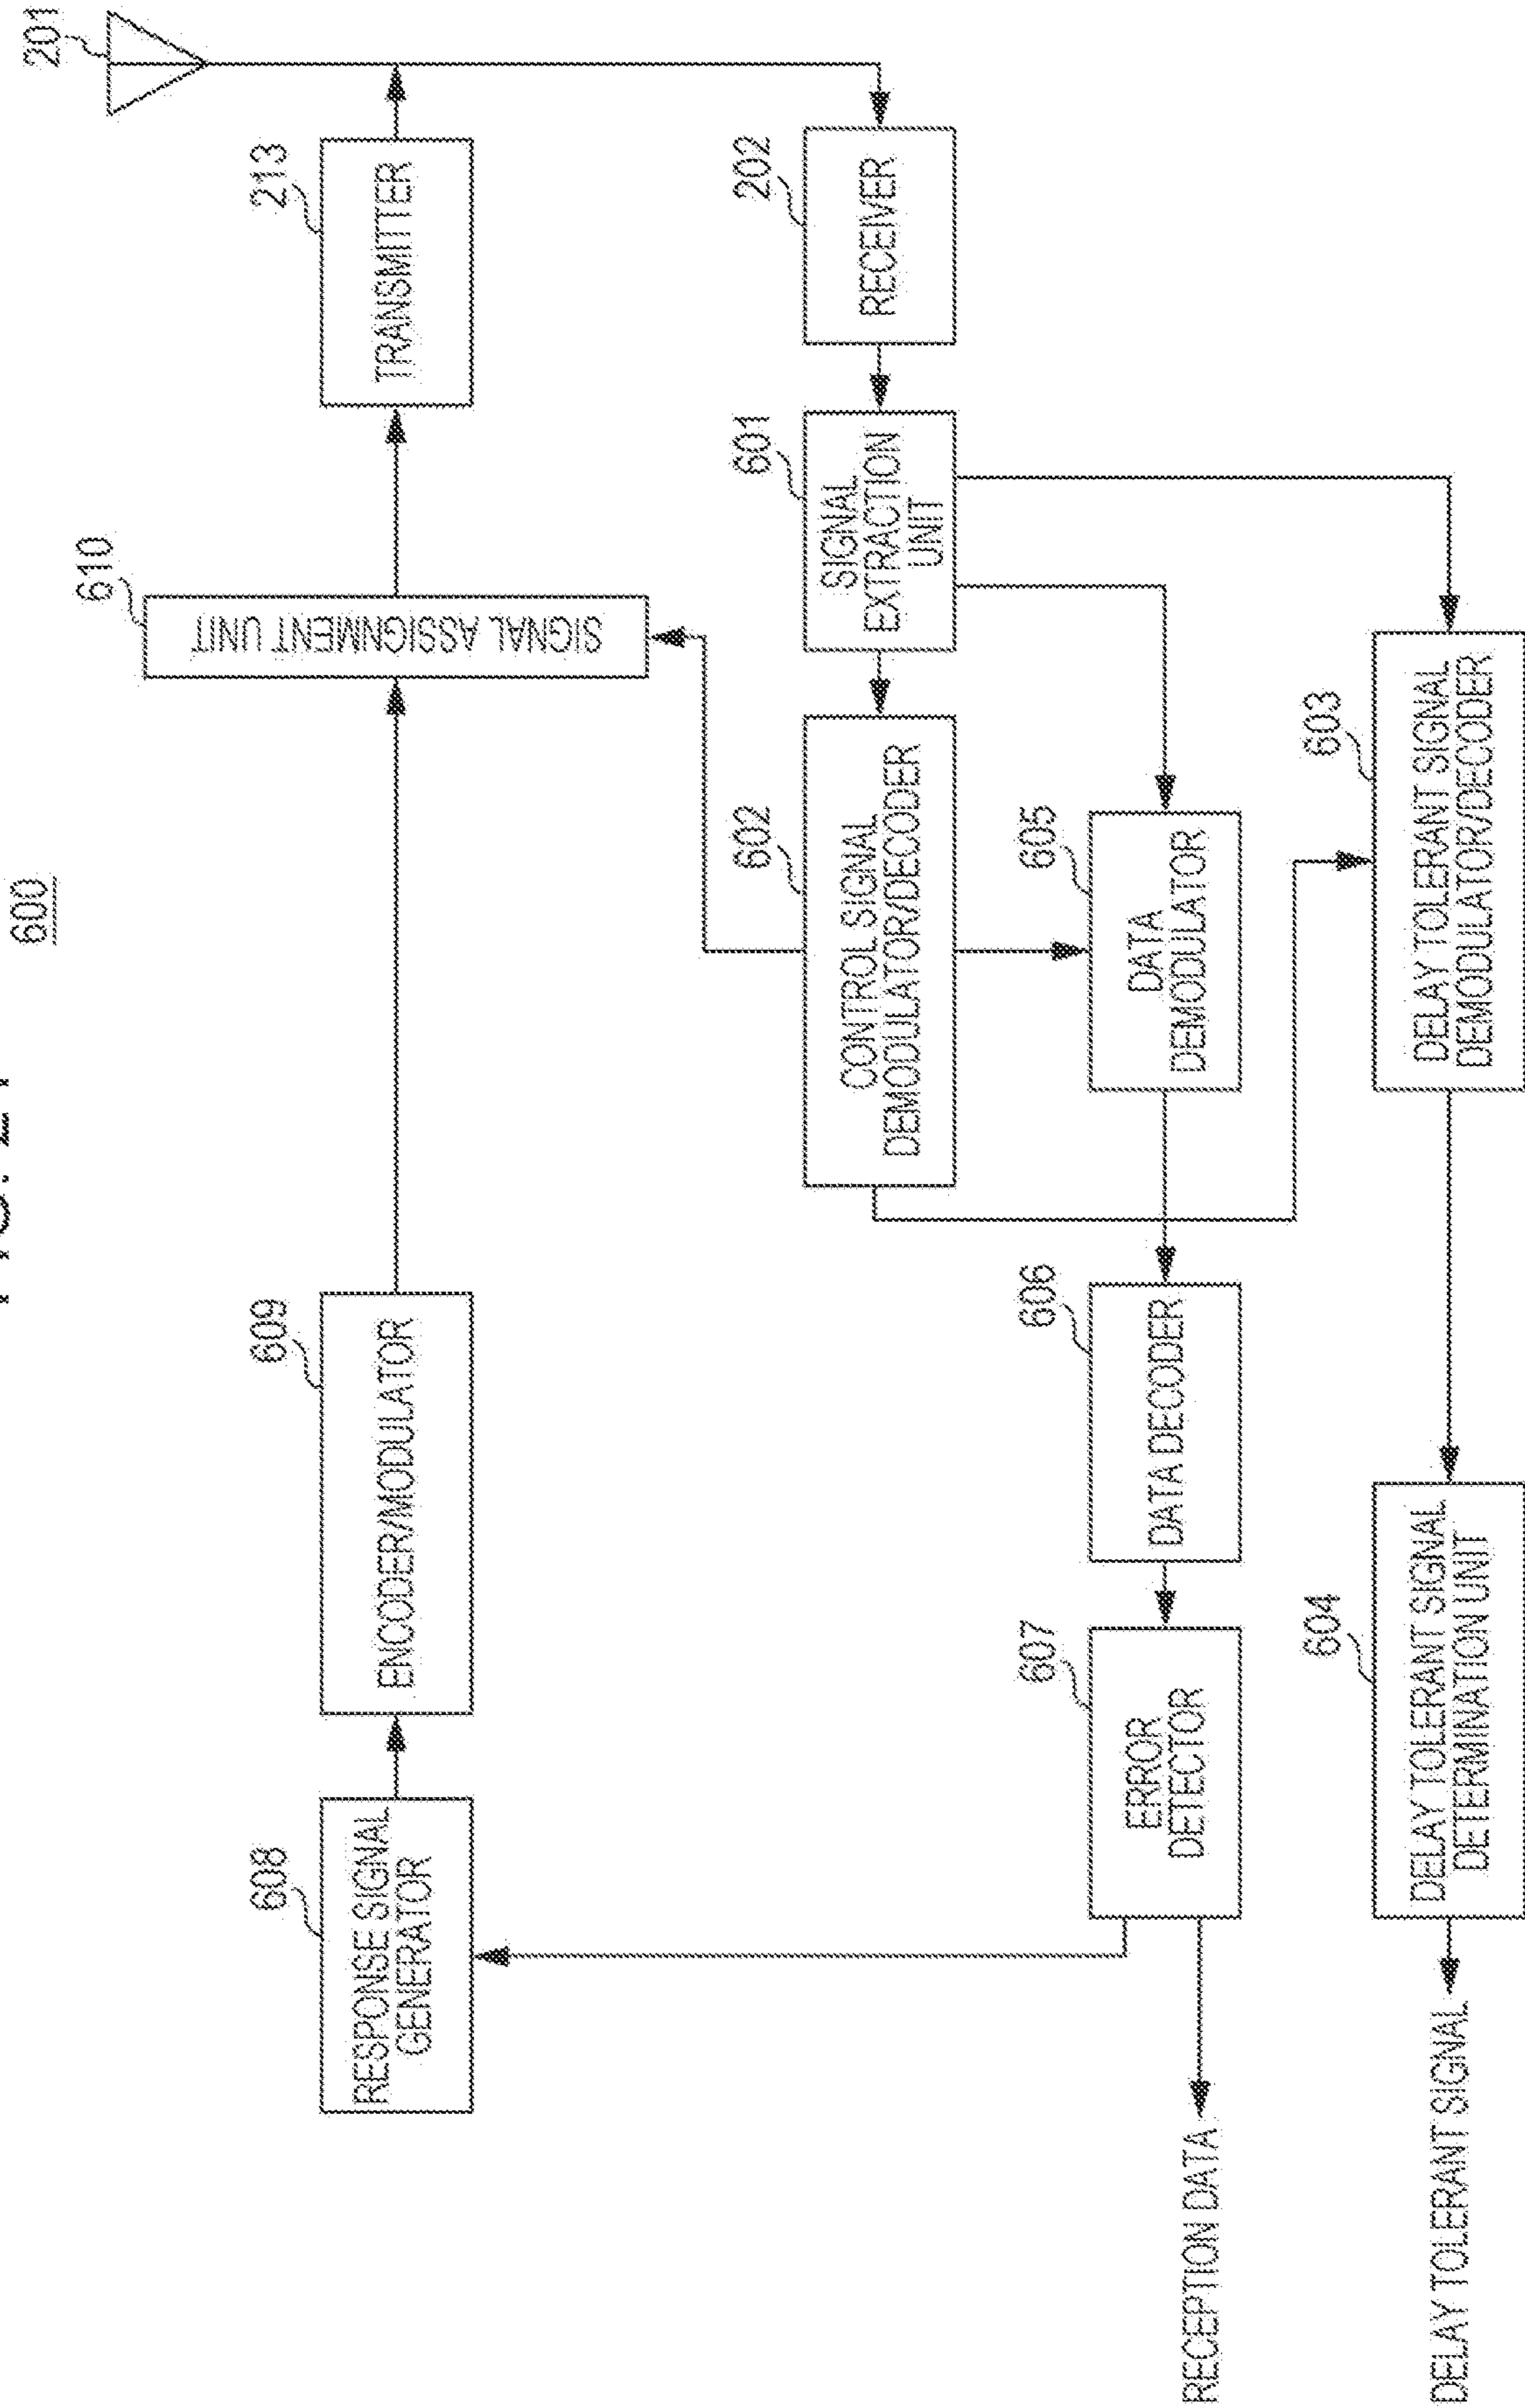 600
608
RESPONSE SIGNAL
GENERATOR
609
ENCODER/MODULATOR
610
SIGNAL ASSIGNMENT UNIT
213
TRANSMITTER
201
607
ERROR
DETECTOR
606
DATA DECODER
602
CONTROL SIGNAL
DEMODULATOR/DECODER
601
SIGNAL
EXTRACTION
UNIT
202
RECEIVER
605
DATA
DEMODULATOR
RECEPTION DATA
604
DELAY TOLERANT SIGNAL
DETERMINATION UNIT
603
DELAY TOLERANT SIGNAL
DEMODULATOR/DECODER
DELAY TOLERANT SIGNAL